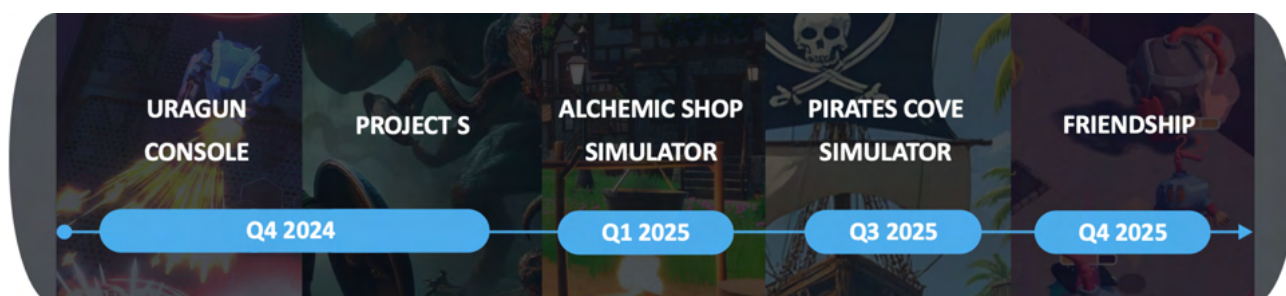 URAGUN
CONSOLE
PROJECT S
ALCHEMIC SHOP
SIMULATOR
PIRATES COVE
SIMULATOR
FRIENDSHIP
Q4 2024
Q1 2025
Q3 2025
Q4 2025